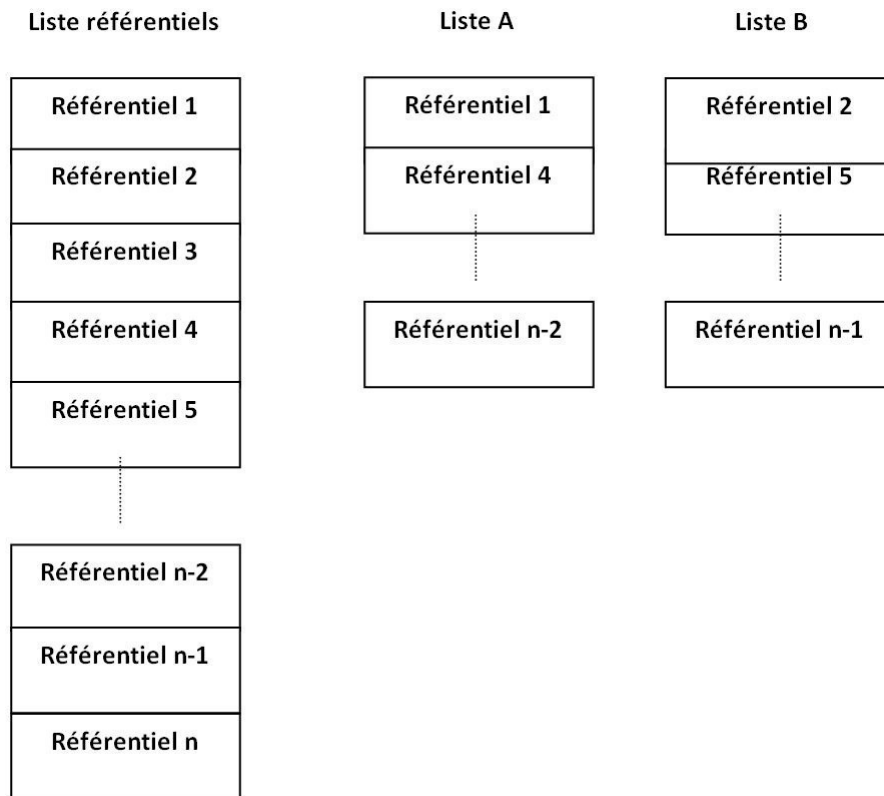 Liste référentiels
Référentiel 1
Référentiel 2
Référentiel 3
Référentiel 4
Référentiel 5
Référentiel n-2
Référentiel n-1
Référentiel n
Liste A
Référentiel 1
Référentiel 4
Référentiel n-2
Liste B
Référentiel 2
Référentiel 5
Référentiel n-1